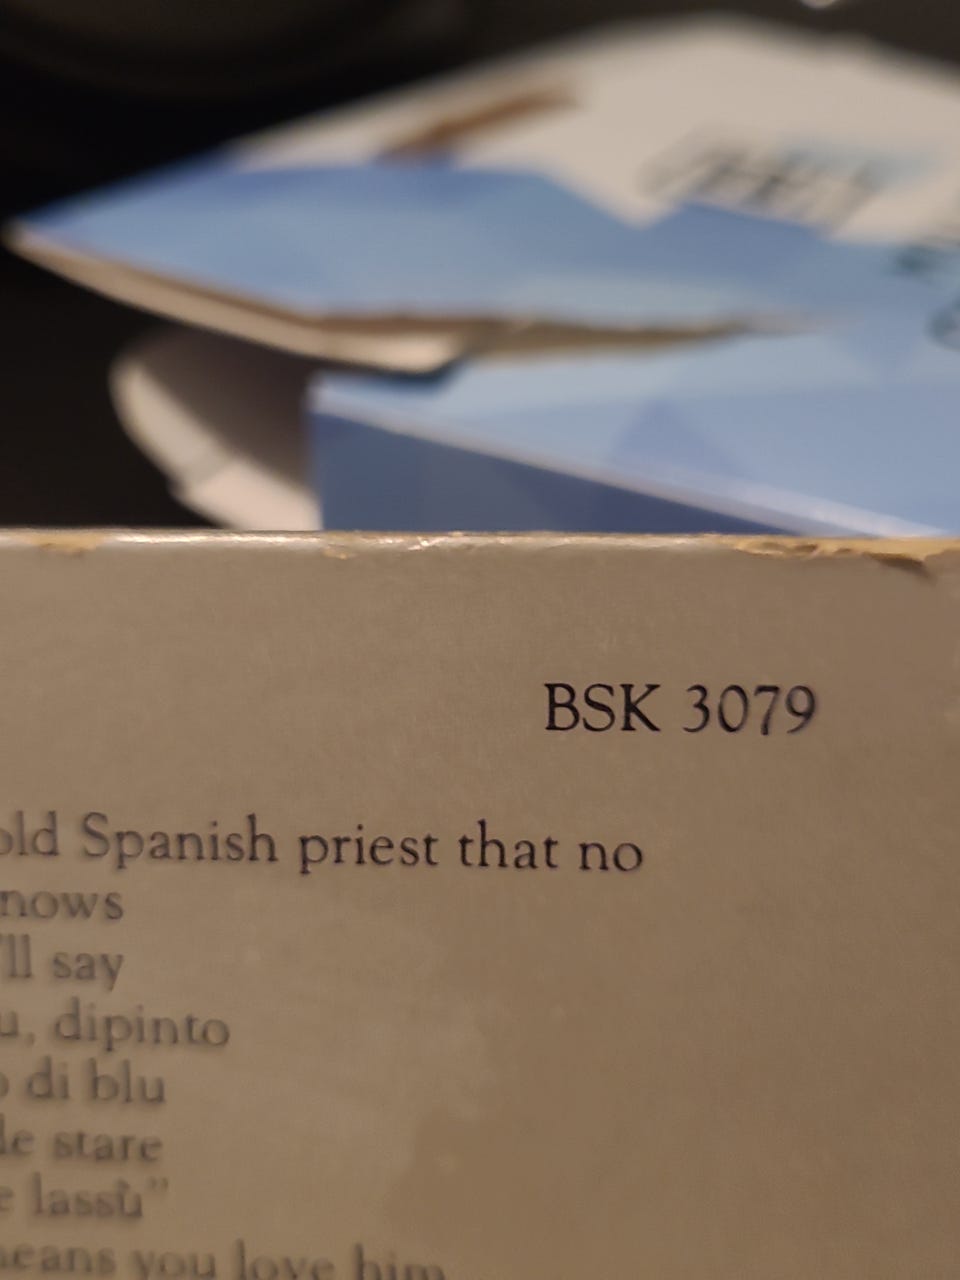 BSK 3079
old Spanish priest that no
nows
'll say
u, dipinto
o di blu
le stare
e lassù”
neans you love him